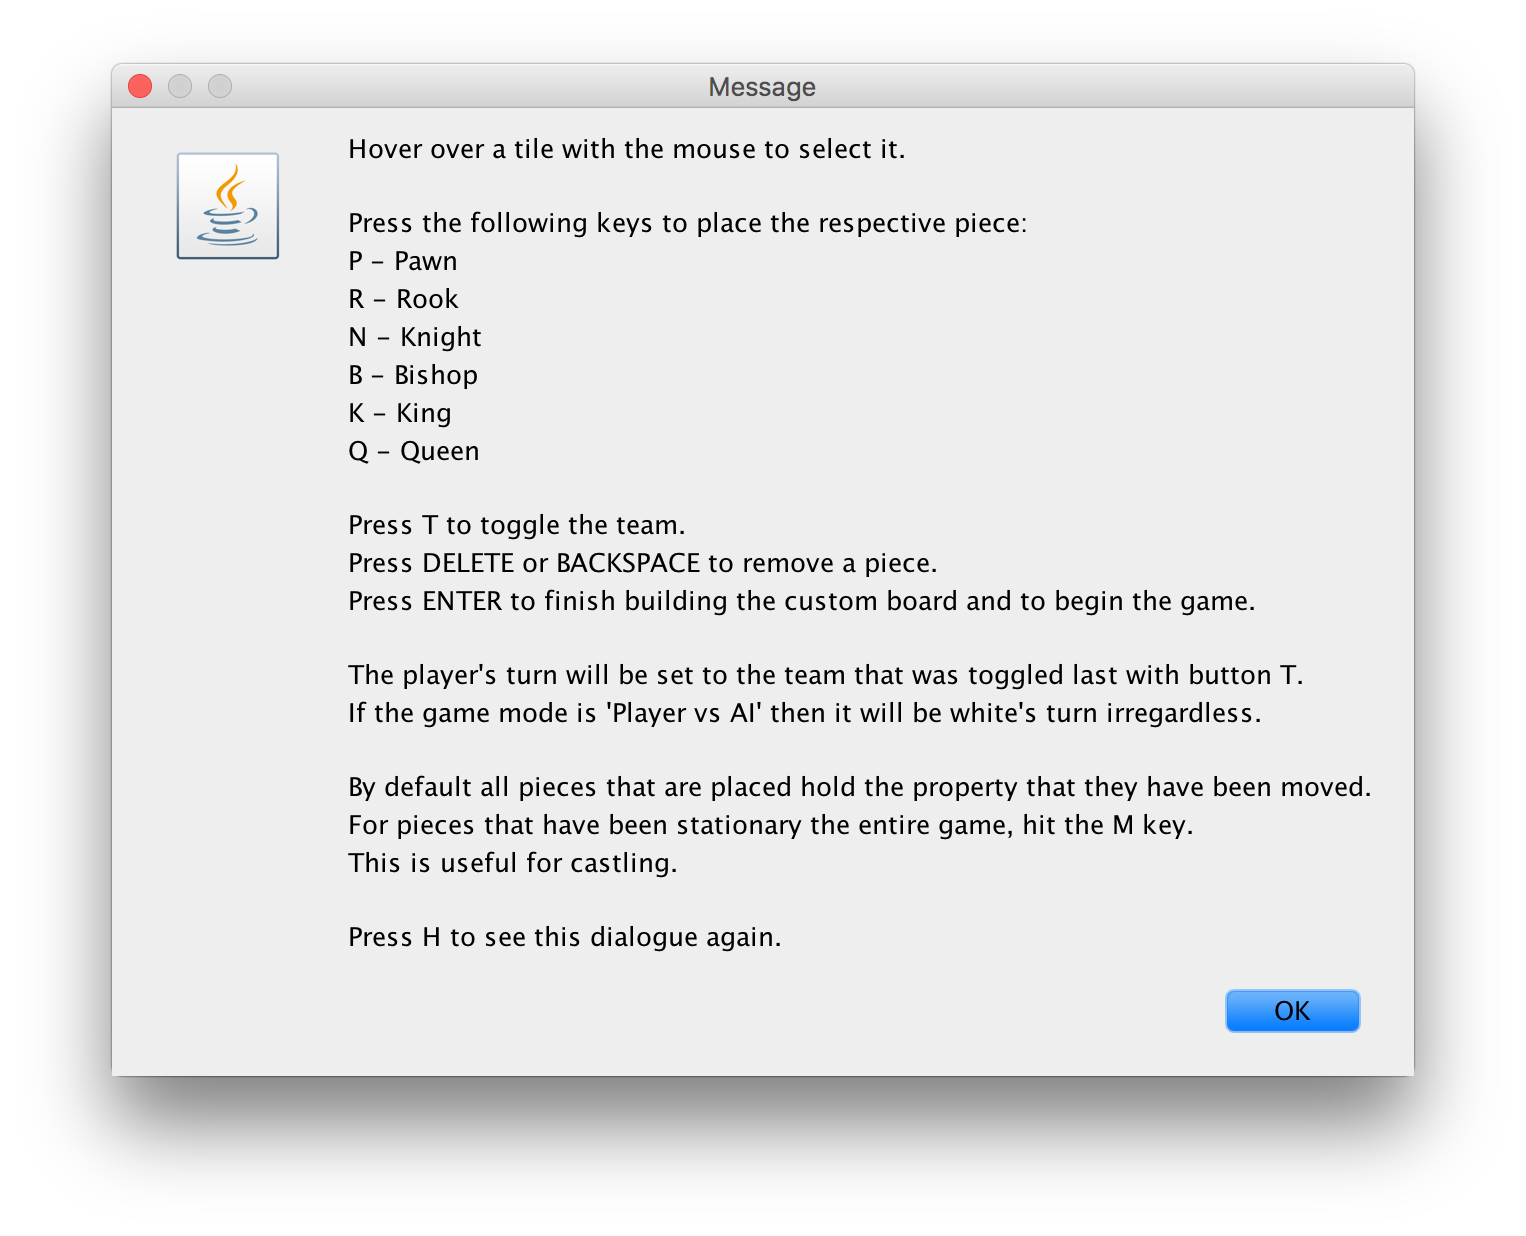 Message
Hover over a tile with the mouse to select it.
Press the following keys to place the respective piece:
P – Pawn
R – Rook
N – Knight
B – Bishop
K – King
Q – Queen
Press T to toggle the team.
Press DELETE or BACKSPACE to remove a piece.
Press ENTER to finish building the custom board and to begin the game.
The player's turn will be set to the team that was toggled last with button T.
If the game mode is 'Player vs AI' then it will be white's turn irregardless.
By default all pieces that are placed hold the property that they have been moved.
For pieces that have been stationary the entire game, hit the M key.
This is useful for castling.
Press H to see this dialogue again.
OK